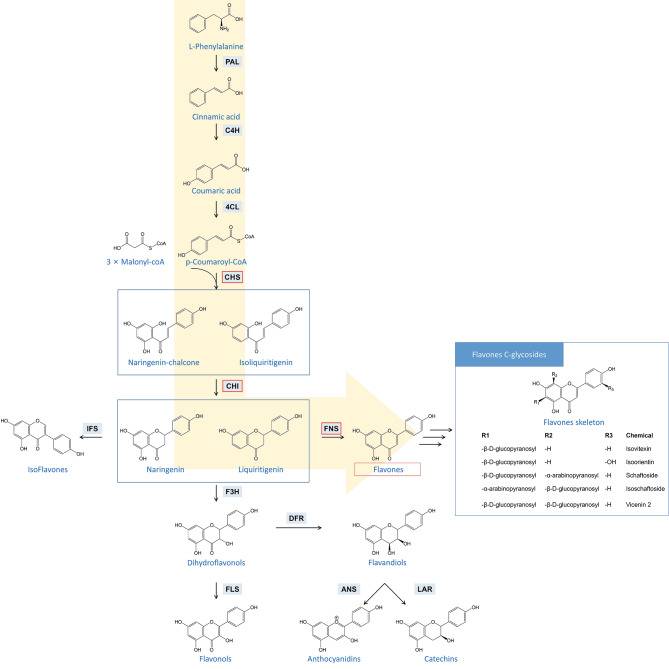 L-Phenylalanine
PAL
Cinnamic acid
C4H
Coumaric acid
4CL
3 × Malonyl-coA
p-Coumaroyl-CoA
CHS
Naringenin-chalcone
Isoliquiritigenin
CHI
IFS
IsoFlavones
Naringenin
Liquiritigenin
FNS
Flavones
F3H
Dihydroflavonols
DFR
Flavandiols
FLS
Flavonols
ANS
LAR
Anthocyanidins
Catechins
Flavones C-glycosides
Flavones skeleton
R1 R2 R3 Chemical
-β-D-glucopyranosyl -H -H Isovitexin
-β-D-glucopyranosyl -H -OH Isoorientin
-β-D-glucopyranosyl -α-arabinopyranosyl -H Schaftoside
-α-arabinopyranosyl -β-D-glucopyranosyl -H Isoschaftoside
-β-D-glucopyranosyl -β-D-glucopyranosyl -H Vicenin 2